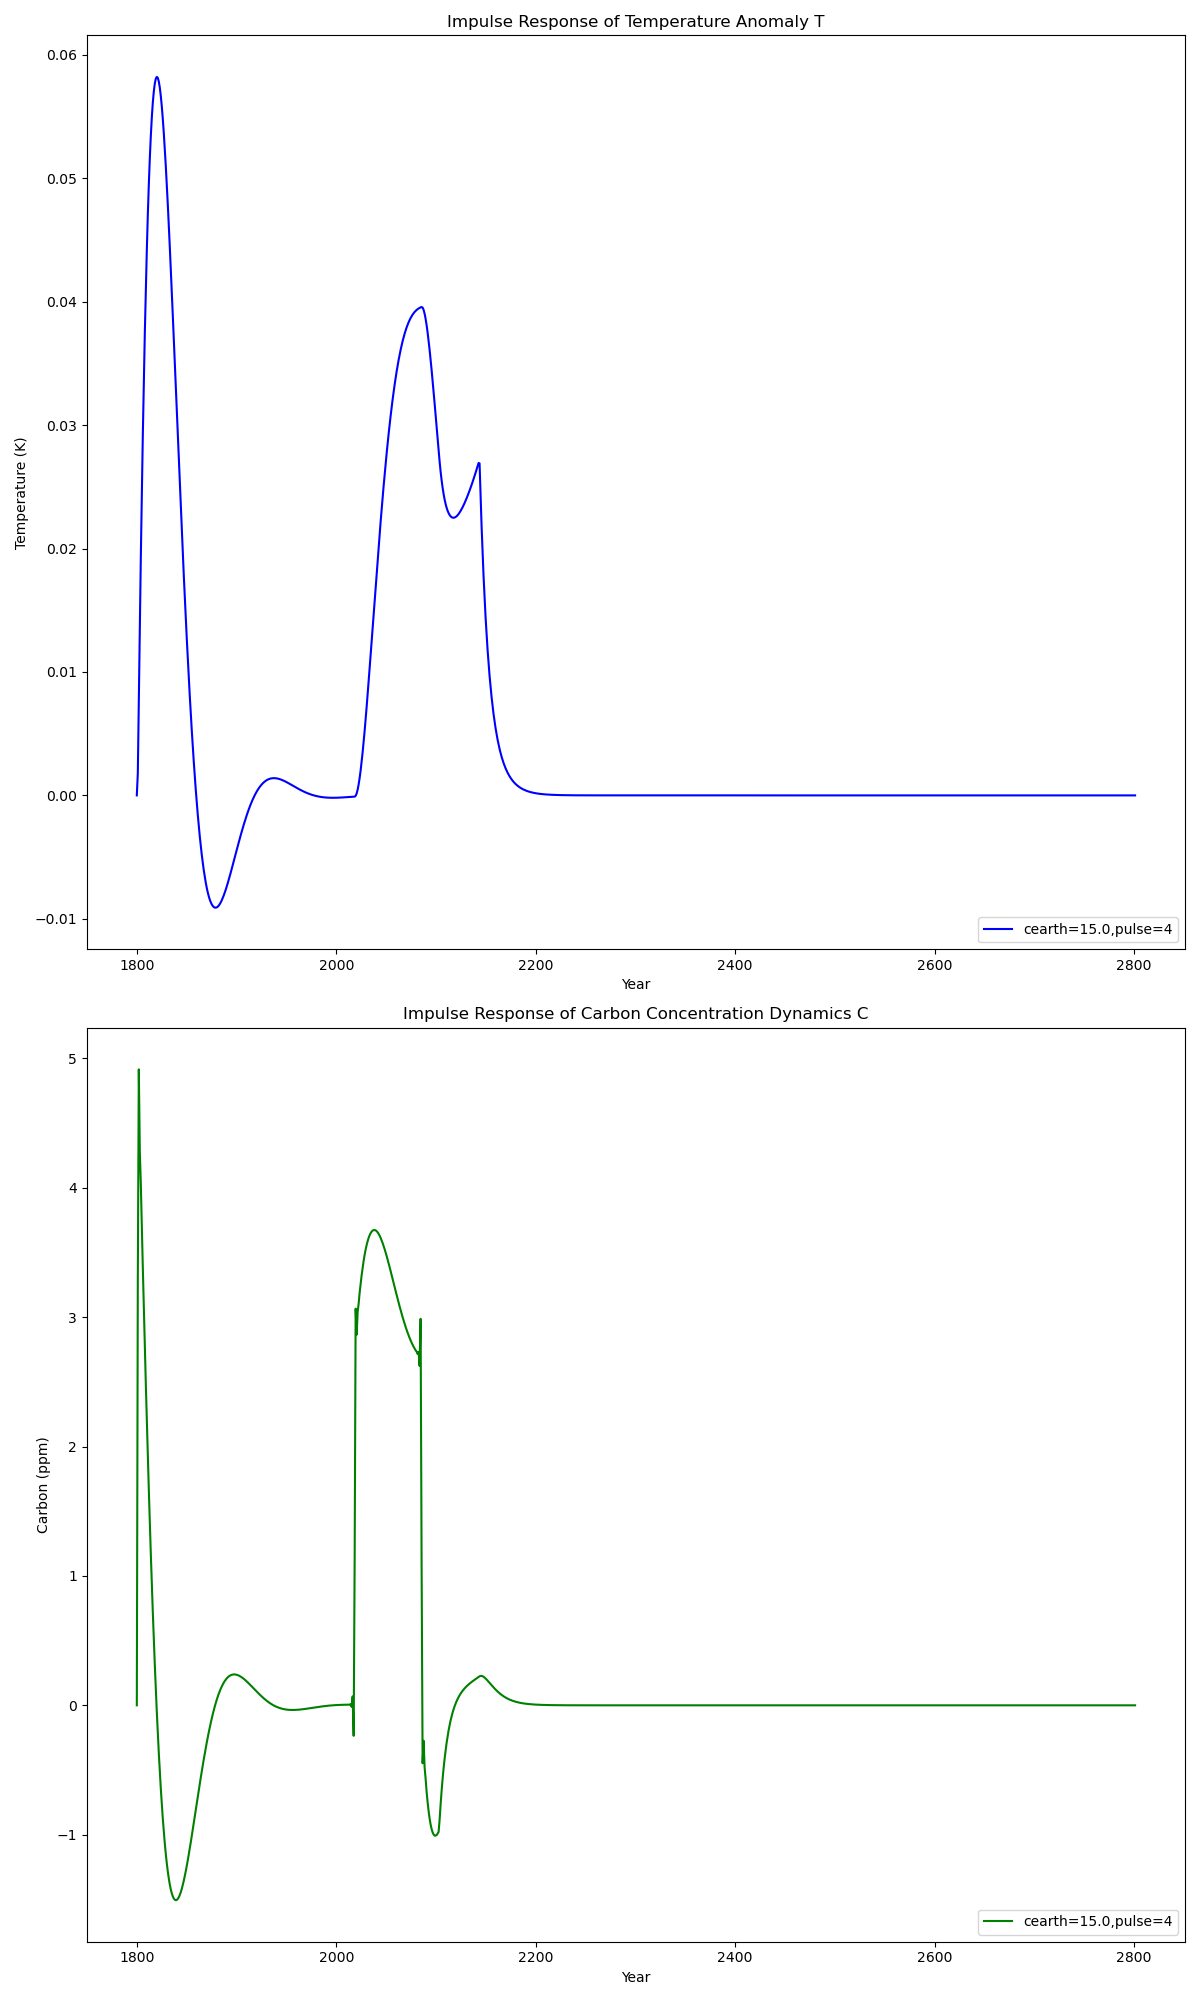 Impulse Response of Temperature Anomaly T
0.06
0.05
0.04
0.03
0.02
0.01
0.00
−0.01
Temperature (K)
cearth=15.0,pulse=4
1800 2000 2200 2400 2600 2800
Year
Impulse Response of Carbon Concentration Dynamics C
5
4
3
2
1
0
−1
Carbon (ppm)
cearth=15.0,pulse=4
1800 2000 2200 2400 2600 2800
Year